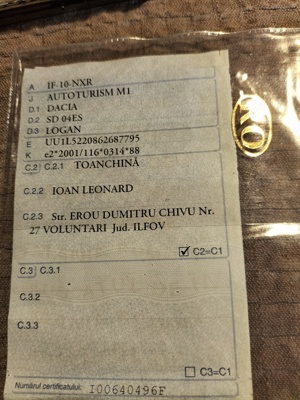 A IF-10-NXR
J AUTOTURISM M1
D.1 DACIA
D.2 SD 04ES
D.3 LOGAN
E UU1L5220862687795
K e2*2001/116*0314*88
C.2 C.2.1 TOANCHINĂ
C.2.2 IOAN LEONARD
C.2.3 Str. EROU DUMITRU CHIVU Nr.
27 VOLUNTARI Jud. ILFOV
C2=C1
C.3 C.3.1
C.3.2
C.3.3
C3=C1
Numărul certificatului: I00640496F
RO